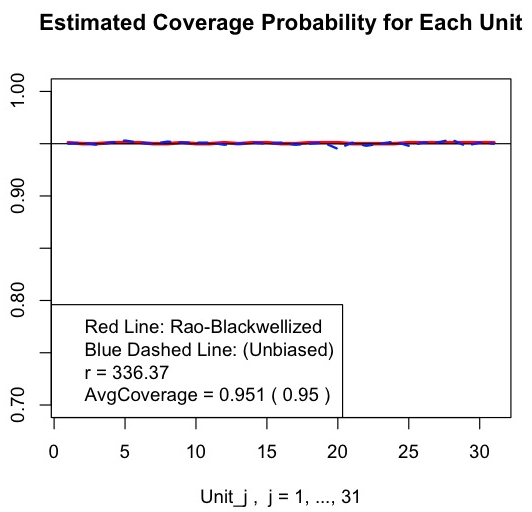 Estimated Coverage Probability for Each Unit
1.00
0.90
0.80
0.70
Red Line: Rao-Blackwellized
Blue Dashed Line: (Unbiased)
r = 336.37
AvgCoverage = 0.951 ( 0.95 )
0 5 10 15 20 25 30
Unit_j , j = 1, ..., 31